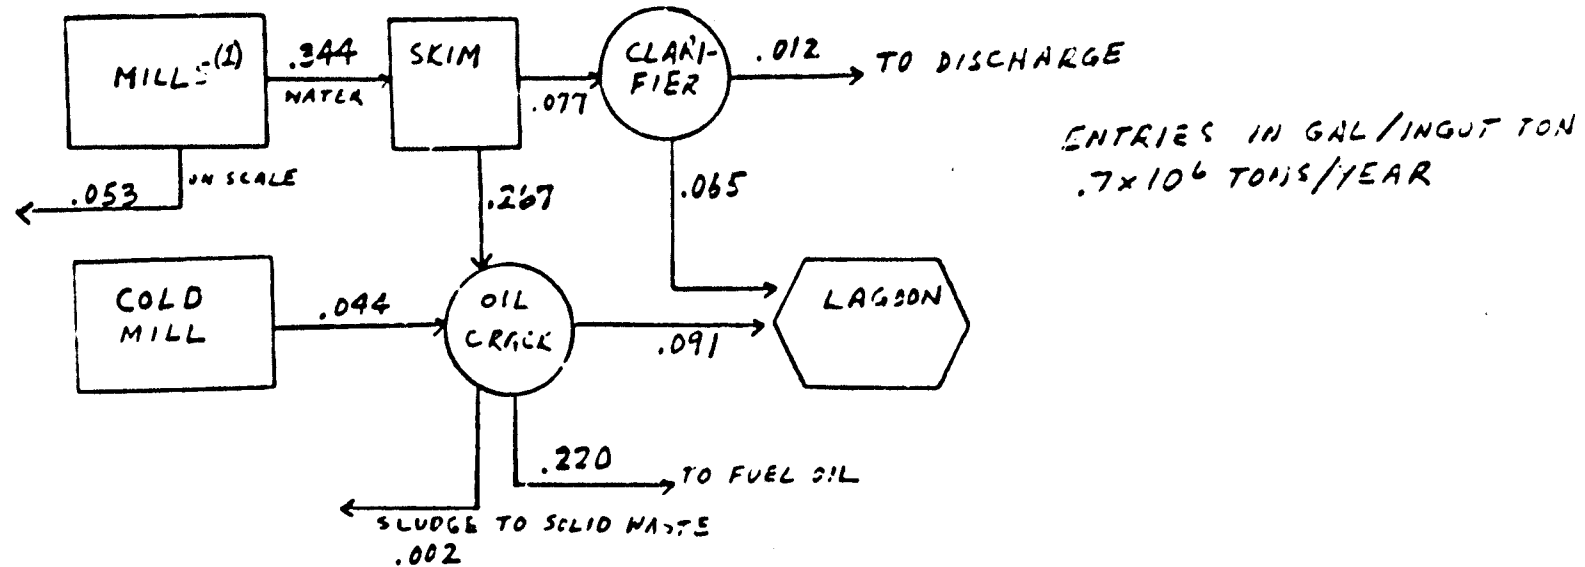 MILLS(1)
.344
WATER
SKIM
.077
CLARI-
FIER
.012
TO DISCHARGE
ENTRIES IN GAL/INGOT TON
.7x10⁶ TONS/YEAR
.053
ON SCALE
.267
.065
COLD
MILL
.044
OIL
CRACK
.091
LAGOON
.220
TO FUEL OIL
SLUDGE TO SOLID WASTE
.002